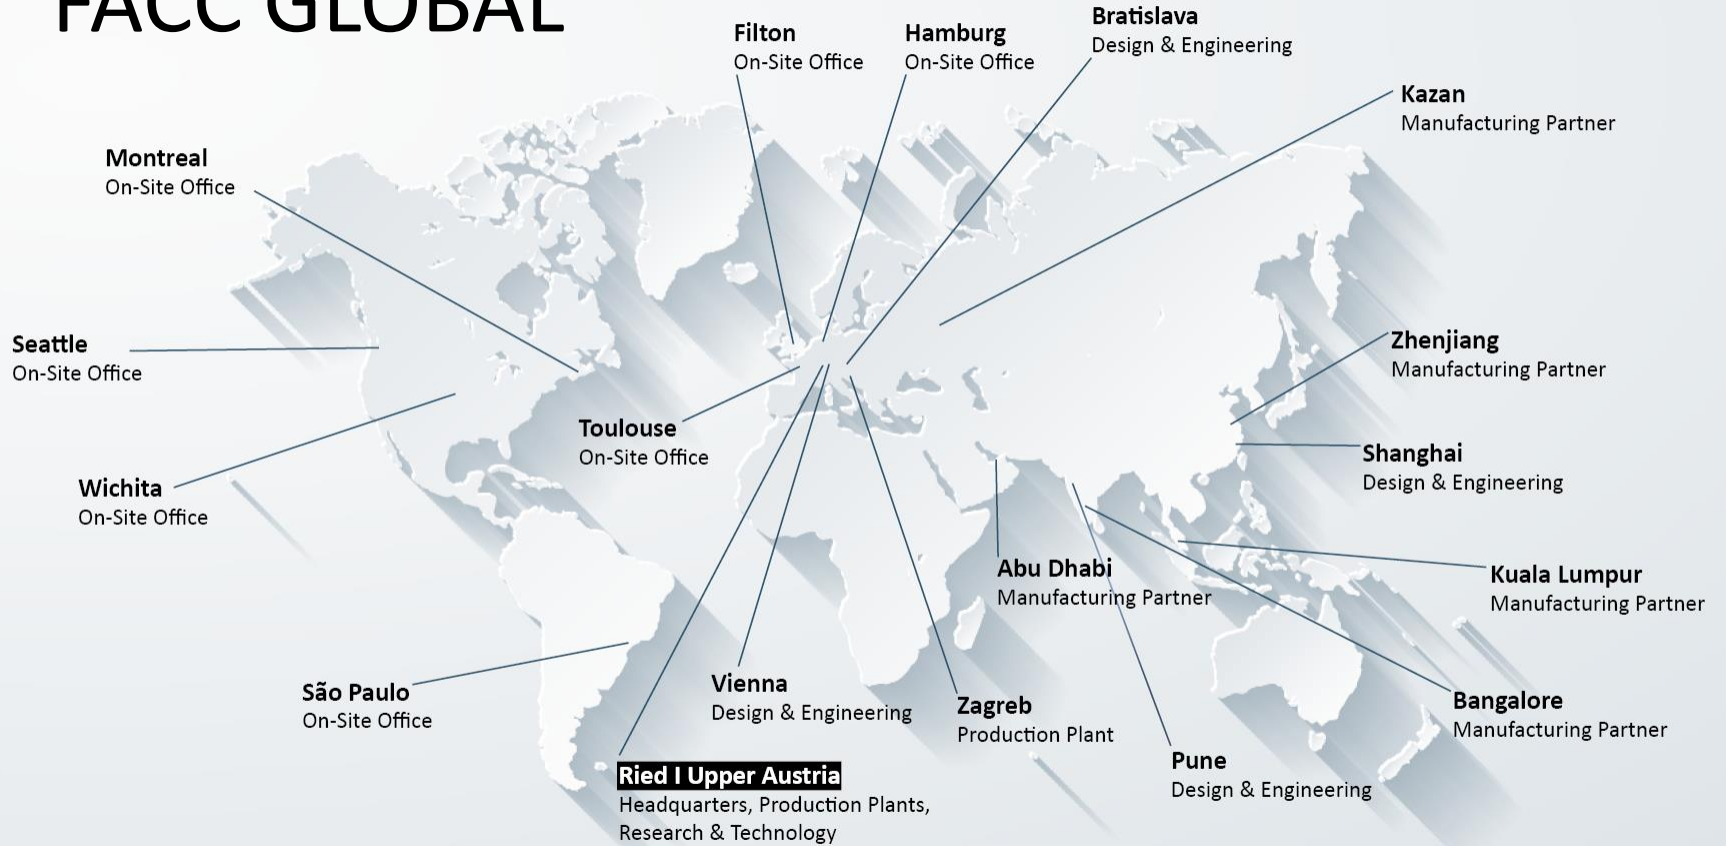 FACC GLOBAL
Filton
On-Site Office
Hamburg
On-Site Office
Bratislava
Design & Engineering
Kazan
Manufacturing Partner
Montreal
On-Site Office
Seattle
On-Site Office
Zhenjiang
Manufacturing Partner
Toulouse
On-Site Office
Shanghai
Design & Engineering
Wichita
On-Site Office
Abu Dhabi
Manufacturing Partner
Kuala Lumpur
Manufacturing Partner
São Paulo
On-Site Office
Vienna
Design & Engineering
Zagreb
Production Plant
Bangalore
Manufacturing Partner
Pune
Design & Engineering
Ried I Upper Austria
Headquarters, Production Plants,
Research & Technology